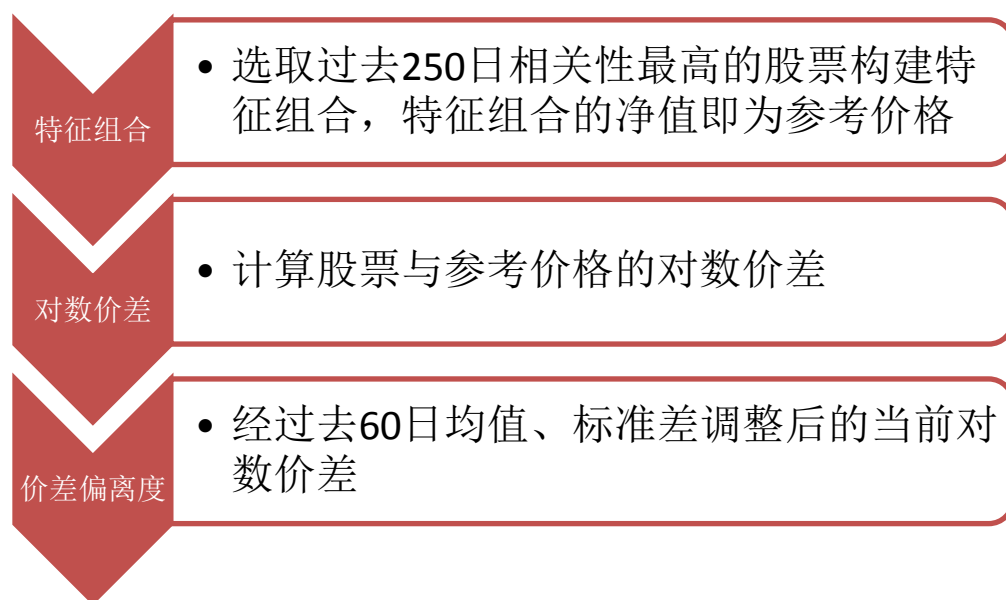 特征组合
• 选取过去250日相关性最高的股票构建特
征组合，特征组合的净值即为参考价格
对数价差
• 计算股票与参考价格的对数价差
价差偏离度
• 经过去60日均值、标准差调整后的当前对
数价差